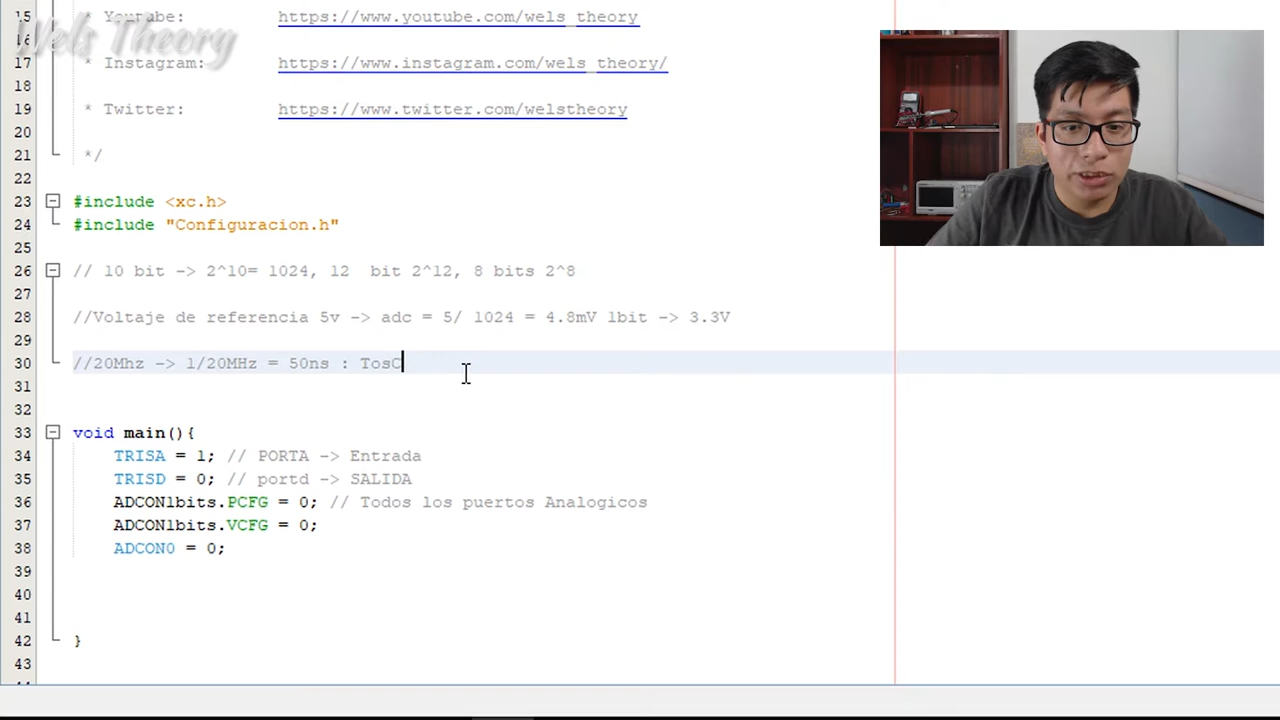 Wels Theory
15 * Youtube: https://www.youtube.com/wels_theory
16
17 * Instagram: https://www.instagram.com/wels_theory/
18
19 * Twitter: https://www.twitter.com/welstheory
20
21 */
22
23 #include <xc.h>
24 #include "Configuracion.h"
25
26 // 10 bit -> 2^10= 1024, 12  bit 2^12, 8 bits 2^8
27
28 //Voltaje de referencia 5v -> adc = 5/ 1024 = 4.8mV 1bit -> 3.3V
29
30 //20Mhz -> 1/20MHz = 50ns : TosC
31
32
33 void main(){
34 TRISA = 1; // PORTA -> Entrada
35 TRISD = 0; // portd -> SALIDA
36 ADCON1bits.PCFG = 0; // Todos los puertos Analogicos
37 ADCON1bits.VCFG = 0;
38 ADCON0 = 0;
39
40
41
42 }
43